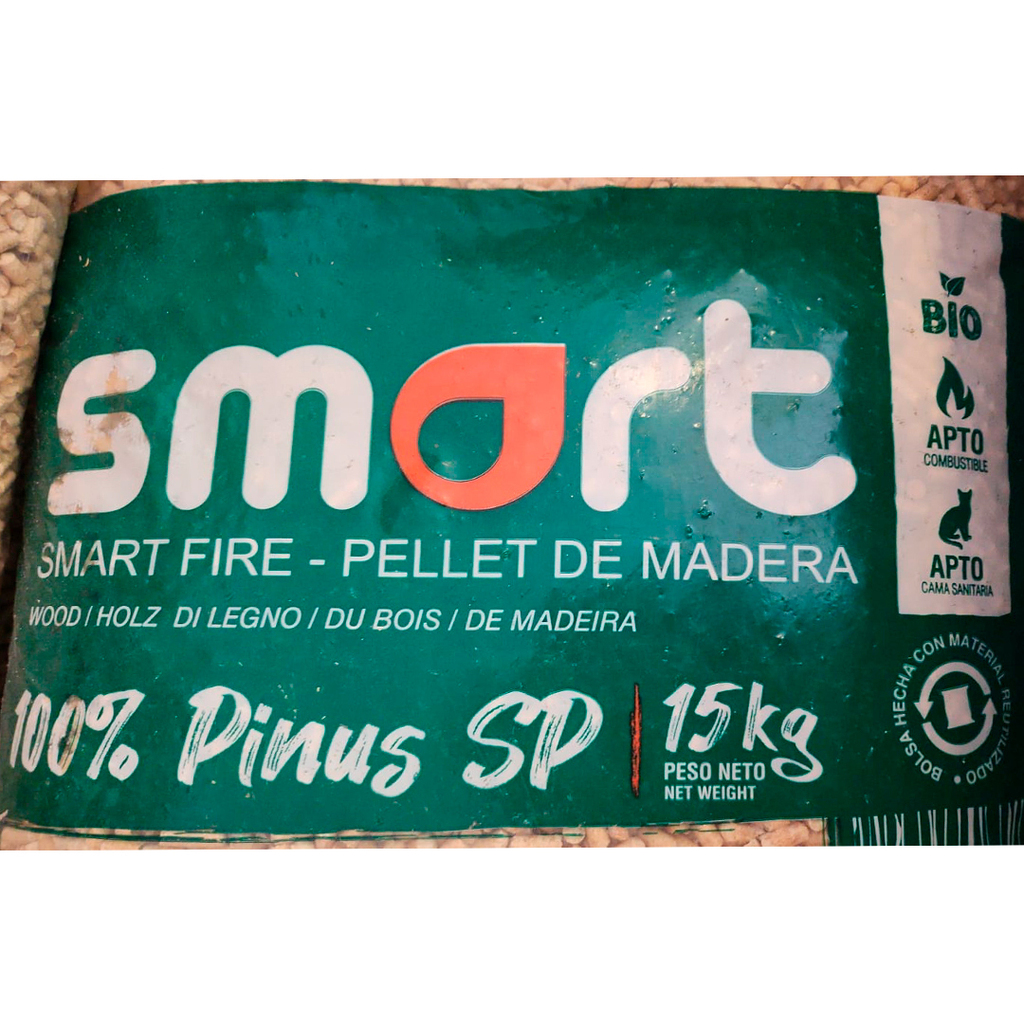 smart
SMART FIRE - PELLET DE MADERA
WOOD / HOLZ DI LEGNO / DU BOIS / DE MADEIRA
100% Pinus SP
15kg
PESO NETO
NET WEIGHT
BIO
APTO
COMBUSTIBLE
APTO
CAMA SANITARIA
BOLSA HECHA CON MATERIAL REUTILIZADO